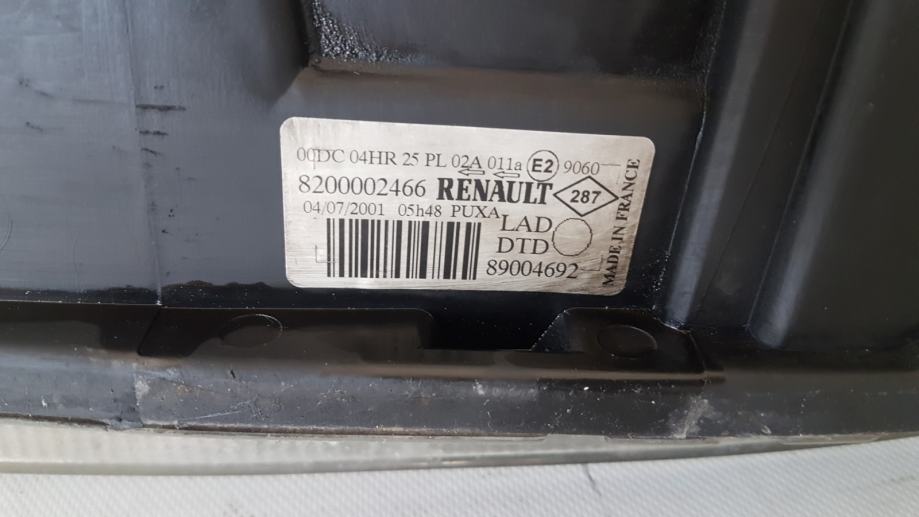 00DC 04HR 25 PL 02A 011a E2 9060
8200002466 RENAULT 287
04/07/2001 05h48 PUXA
LAD
DTD
89004692
MADE IN FRANCE